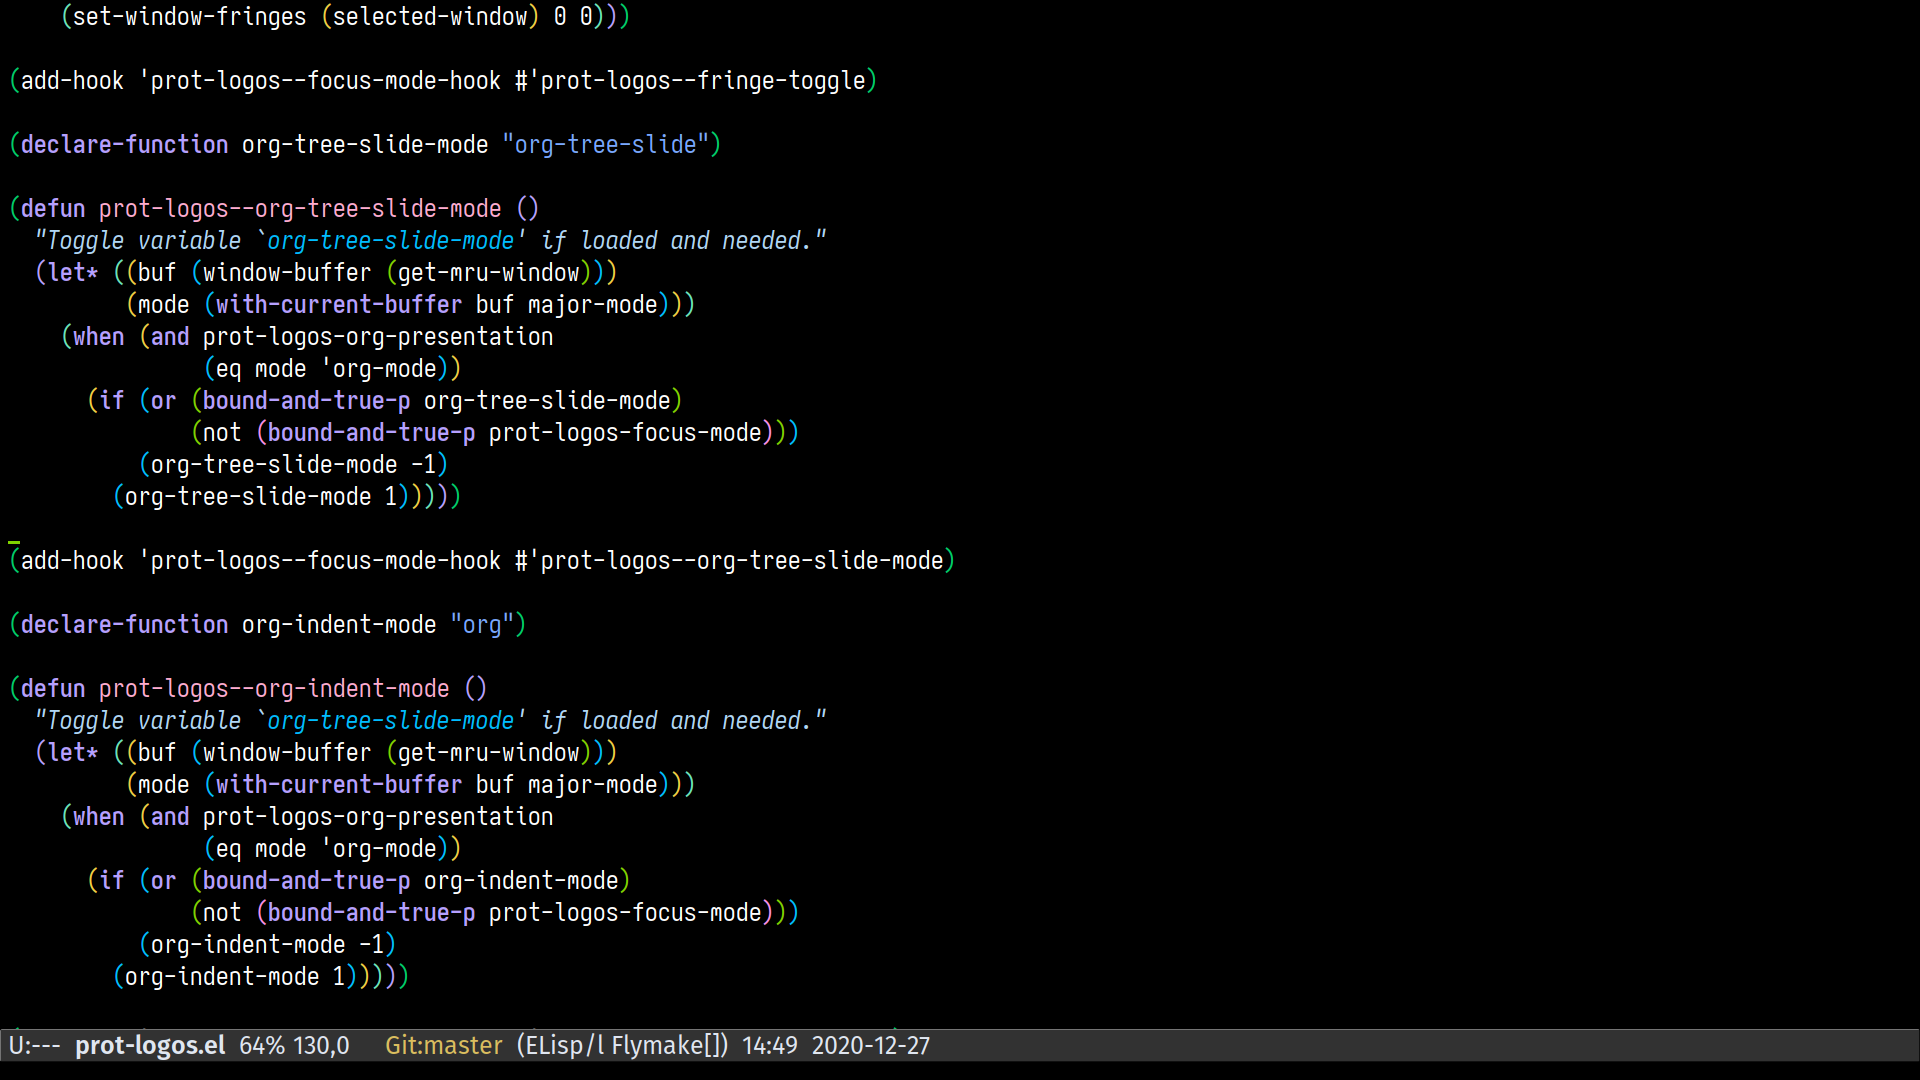 (set-window-fringes (selected-window) 0 0)))

(add-hook 'prot-logos--focus-mode-hook #'prot-logos--fringe-toggle)

(declare-function org-tree-slide-mode "org-tree-slide")

(defun prot-logos--org-tree-slide-mode ()
  "Toggle variable `org-tree-slide-mode' if loaded and needed."
  (let* ((buf (window-buffer (get-mru-window)))
         (mode (with-current-buffer buf major-mode)))
    (when (and prot-logos-org-presentation
               (eq mode 'org-mode))
      (if (or (bound-and-true-p org-tree-slide-mode)
              (not (bound-and-true-p prot-logos-focus-mode)))
          (org-tree-slide-mode -1)
        (org-tree-slide-mode 1)))))

(add-hook 'prot-logos--focus-mode-hook #'prot-logos--org-tree-slide-mode)

(declare-function org-indent-mode "org")

(defun prot-logos--org-indent-mode ()
  "Toggle variable `org-tree-slide-mode' if loaded and needed."
  (let* ((buf (window-buffer (get-mru-window)))
         (mode (with-current-buffer buf major-mode)))
    (when (and prot-logos-org-presentation
               (eq mode 'org-mode))
      (if (or (bound-and-true-p org-indent-mode)
              (not (bound-and-true-p prot-logos-focus-mode)))
          (org-indent-mode -1)
        (org-indent-mode 1)))))

U:--- prot-logos.el 64% 130,0 Git:master (ELisp/l Flymake[]) 14:49 2020-12-27